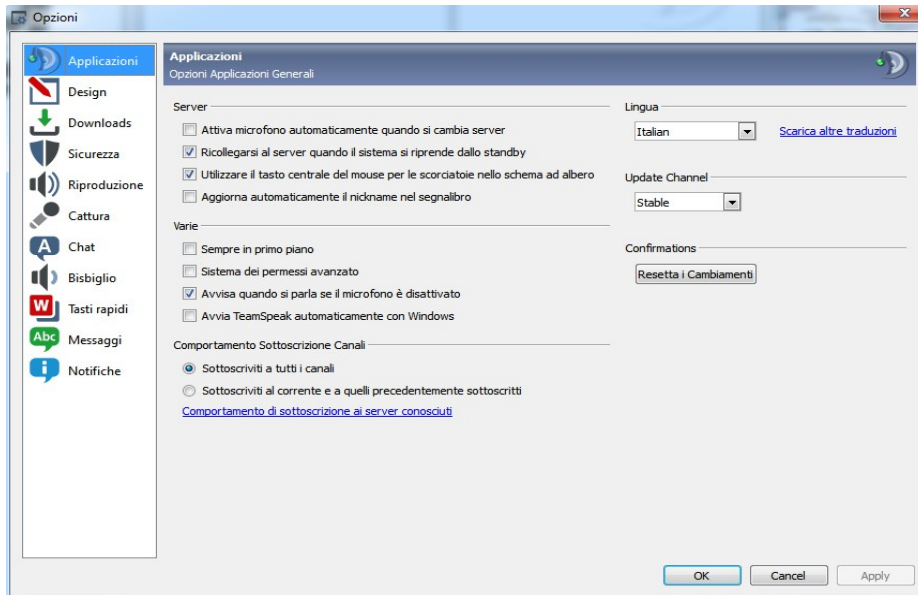 Opzioni
Applicazioni
Design
Downloads
Sicurezza
Riproduzione
Cattura
A
Chat
Bisbiglio
W
Tasti rapidi
Abc
Messaggi
Notifiche
Applicazioni
Opzioni Applicazioni Generali
Server
Attiva microfono automaticamente quando si cambia server
Ricollegarsi al server quando il sistema si riprende dallo standby
Utilizzare il tasto centrale del mouse per le scorciatoie nello schema ad albero
Aggiorna automaticamente il nickname nel segnalibro
Varie
Sempre in primo piano
Sistema dei permessi avanzato
Avvisa quando si parla se il microfono è disattivato
Avvia TeamSpeak automaticamente con Windows
Comportamento Sottoscrizione Canali
Sottoscriviti a tutti i canali
Sottoscriviti al corrente e a quelli precedentemente sottoscritti
Comportamento di sottoscrizione ai server conosciuti
Lingua
Italian
Scarica altre traduzioni
Update Channel
Stable
Confirmations
Resetta i Cambiamenti
OK
Cancel
Apply